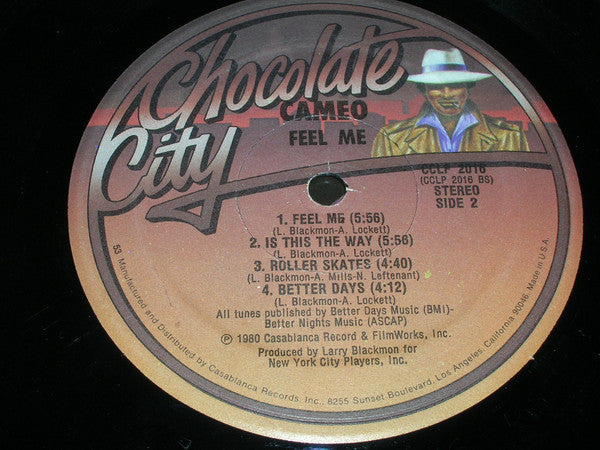 Chocolate
City
CAMEO
FEEL ME
CCLP 2016
(CCLP 2016 BS)
STEREO
SIDE 2
1. FEEL ME (5:56)
(L. Blackmon-A. Lockett)
2. IS THIS THE WAY (5:56)
(L. Blackmon-A. Lockett)
3. ROLLER SKATES (4:40)
(L. Blackmon-A. Mills-N. Leftenant)
4. BETTER DAYS (4:12)
(L. Blackmon-A. Lockett)
All tunes published by Better Days Music (BMI)-
Better Nights Music (ASCAP)
℗ 1980 Casablanca Record & FilmWorks, Inc.
Produced by Larry Blackmon for
New York City Players, Inc.
53 Manufactured and Distributed by Casablanca Records, Inc., 8255 Sunset Boulevard, Los Angeles, California 90046, Made in U.S.A.